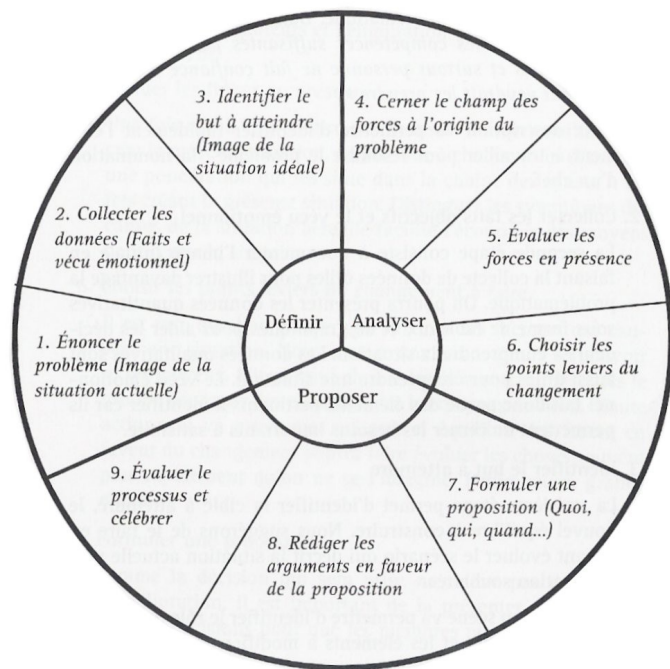 1. Énoncer le
problème (Image de la
situation actuelle)
2. Collecter les
données (Faits et
vécu émotionnel)
3. Identifier le
but à atteindre
(Image de la
situation idéale)
4. Cerner le champ des
forces à l'origine du
problème
5. Évaluer les
forces en présence
6. Choisir les
points leviers du
changement
7. Formuler une
proposition (Quoi,
qui, quand...)
8. Rédiger les
arguments en faveur
de la proposition
9. Évaluer le
processus et
célébrer
Définir
Analyser
Proposer